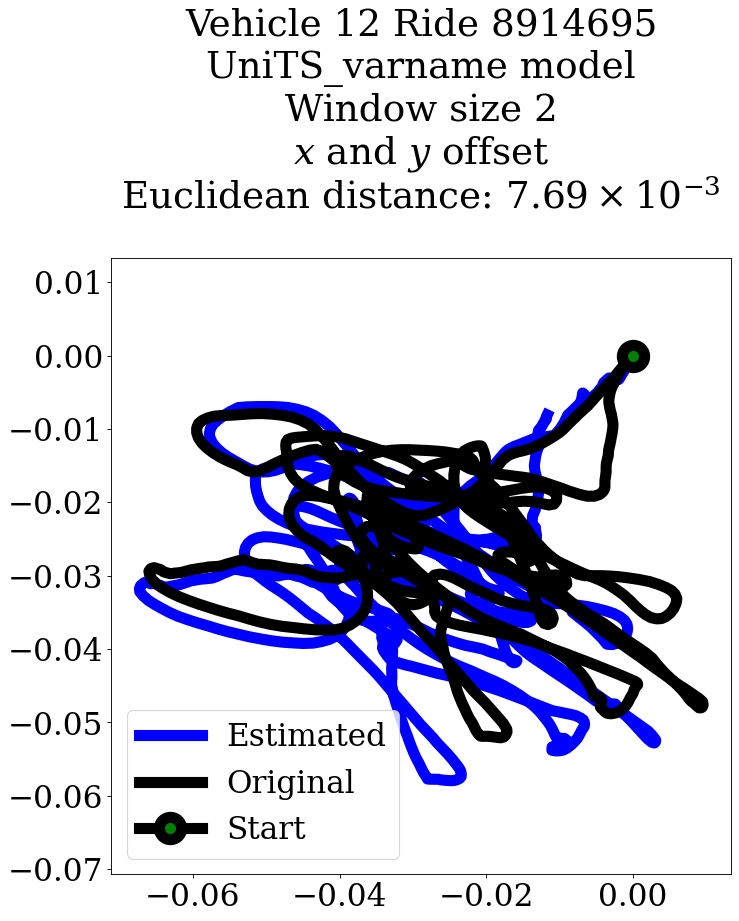 Vehicle 12 Ride 8914695
UniTS_varname model
Window size 2
x and y offset
Euclidean distance: 7.69 × 10⁻³
0.01
0.00
−0.01
−0.02
−0.03
−0.04
−0.05
−0.06
−0.07
Estimated
Original
Start
−0.06 −0.04 −0.02 0.00